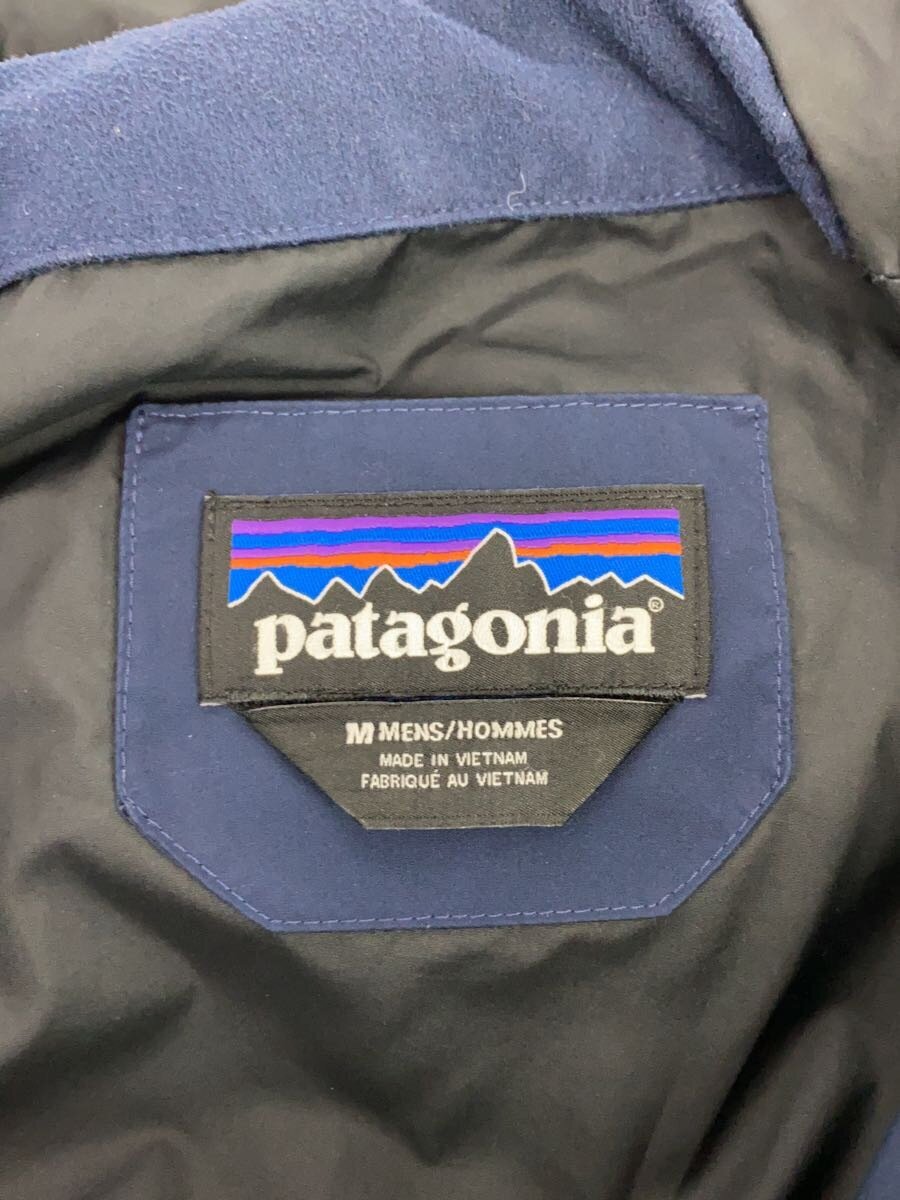 patagonia®
M MENS/HOMMES
MADE IN VIETNAM
FABRIQUÉ AU VIETNAM